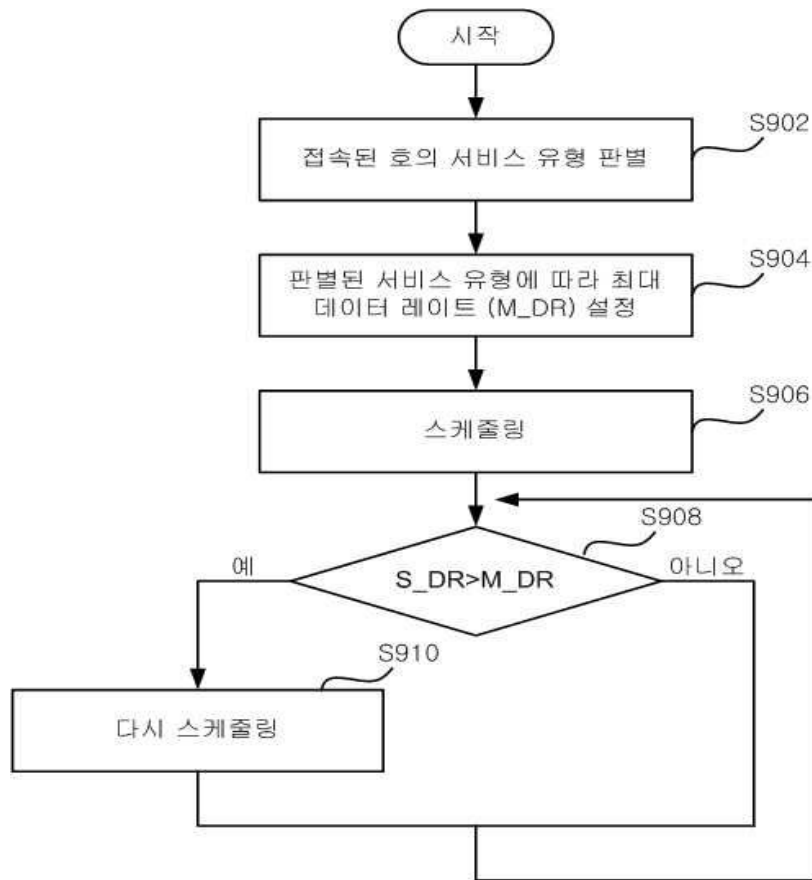 시작
S902
접속된 호의 서비스 유형 판별
S904
판별된 서비스 유형에 따라 최대
데이터 레이트 (M_DR) 설정
S906
스케줄링
S908
예
S_DR>M_DR
아니오
S910
다시 스케줄링